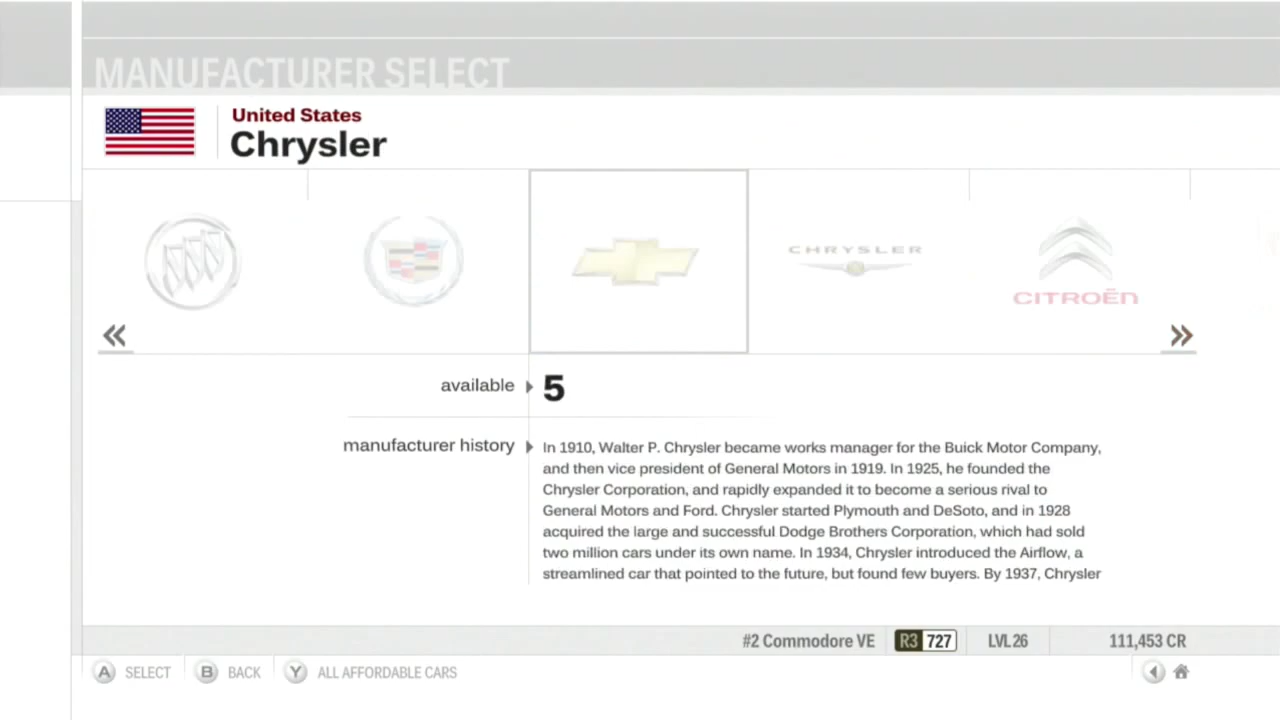 MANUFACTURER SELECT
United States
Chrysler
CHRYSLER
CITROËN
available
5
manufacturer history
In 1910, Walter P. Chrysler became works manager for the Buick Motor Company,
and then vice president of General Motors in 1919. In 1925, he founded the
Chrysler Corporation, and rapidly expanded it to become a serious rival to
General Motors and Ford. Chrysler started Plymouth and DeSoto, and in 1928
acquired the large and successful Dodge Brothers Corporation, which had sold
two million cars under its own name. In 1934, Chrysler introduced the Airflow, a
streamlined car that pointed to the future, but found few buyers. By 1937, Chrysler
#2 Commodore VE R3 727 LVL 26 111,453 CR
A SELECT B BACK Y ALL AFFORDABLE CARS